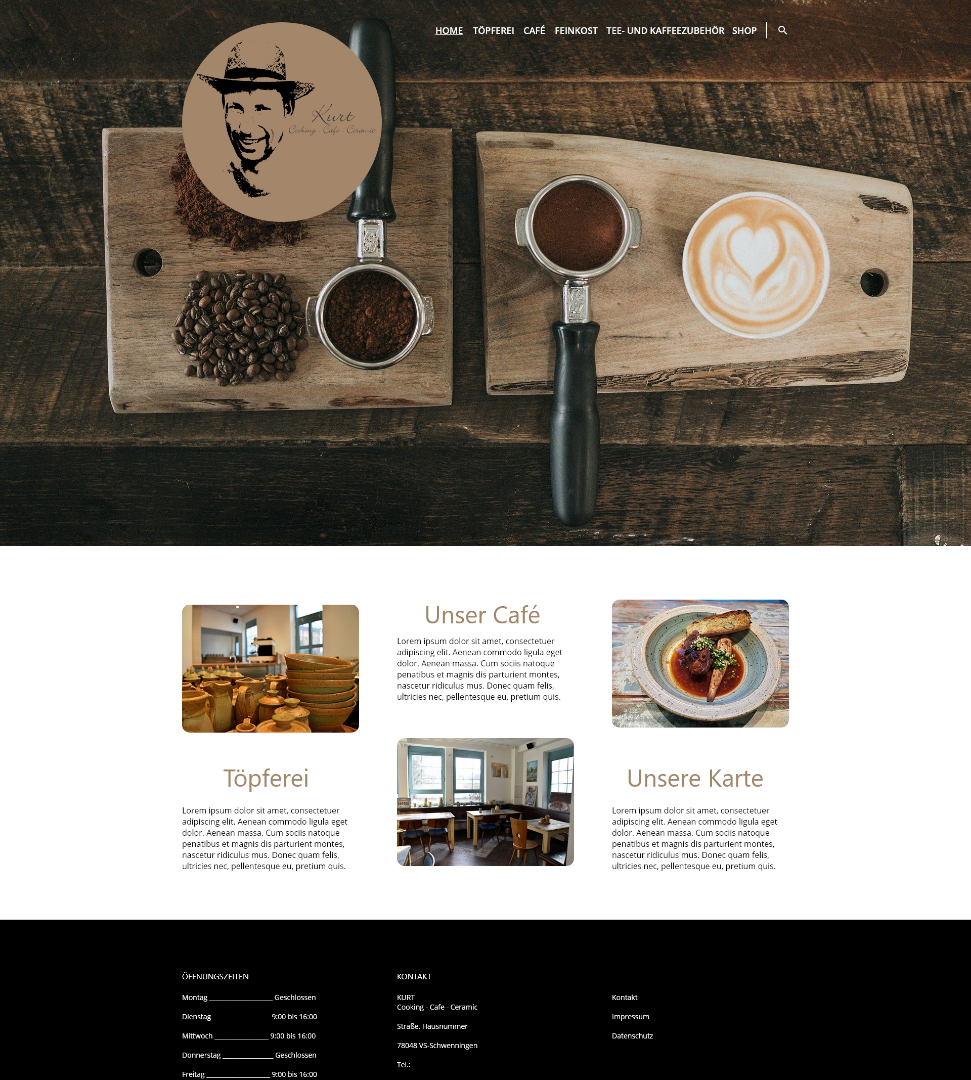 HOME TÖPFEREI CAFÉ FEINKOST TEE- UND KAFFEEZUBEHÖR SHOP
Kurt
Cooking · Cafe · Ceramic
Unser Café
Lorem ipsum dolor sit amet, consectetuer
adipiscing elit. Aenean commodo ligula eget
dolor. Aenean massa. Cum sociis natoque
penatibus et magnis dis parturient montes,
nascetur ridiculus mus. Donec quam felis,
ultricies nec, pellentesque eu, pretium quis.
Töpferei
Lorem ipsum dolor sit amet, consectetuer
adipiscing elit. Aenean commodo ligula eget
dolor. Aenean massa. Cum sociis natoque
penatibus et magnis dis parturient montes,
nascetur ridiculus mus. Donec quam felis,
ultricies nec, pellentesque eu, pretium quis.
Unsere Karte
Lorem ipsum dolor sit amet, consectetuer
adipiscing elit. Aenean commodo ligula eget
dolor. Aenean massa. Cum sociis natoque
penatibus et magnis dis parturient montes,
nascetur ridiculus mus. Donec quam felis,
ultricies nec, pellentesque eu, pretium quis.
ÖFFNUNGSZEITEN
Montag ________________ Geschlossen
Dienstag 9:00 bis 16:00
Mittwoch ______________ 9:00 bis 16:00
Donnerstag _____________ Geschlossen
Freitag ________________ 9:00 bis 16:00
KONTAKT
KURT
Cooking · Cafe · Ceramic
Straße, Hausnummer
78048 VS-Schwenningen
Tel.:
Kontakt
Impressum
Datenschutz